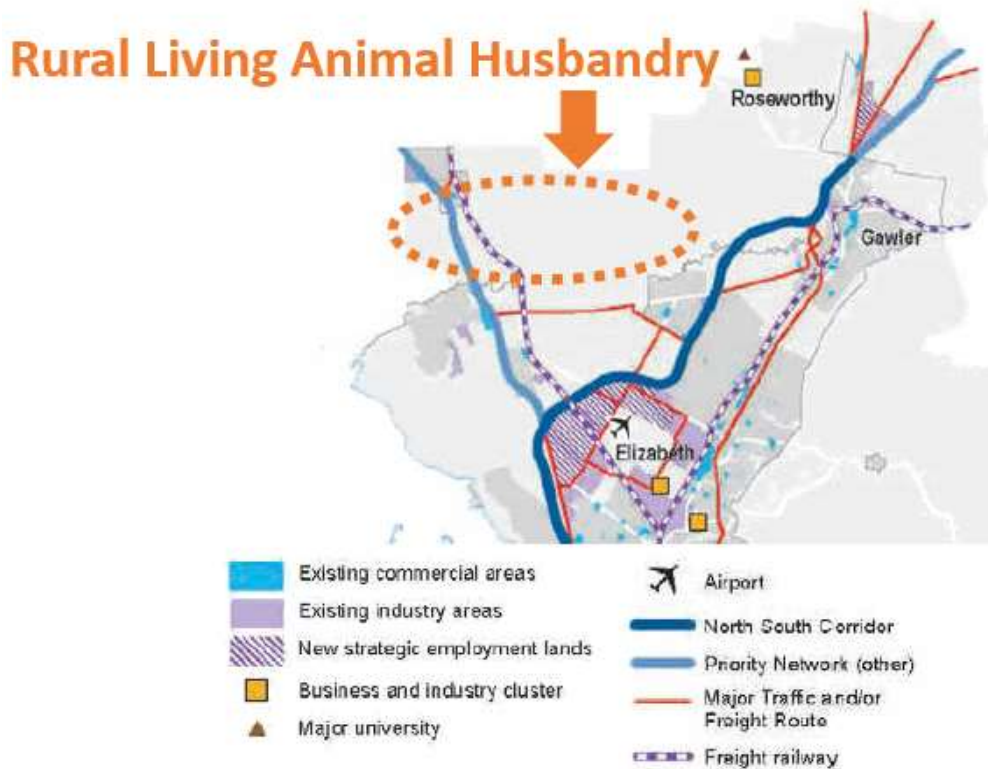 Rural Living Animal Husbandry
Roseworthy
Gawler
Elizabeth
Existing commercial areas
Existing industry areas
New strategic employment lands
Business and industry cluster
Major university
Airport
North South Corridor
Priority Network (other)
Major Traffic and/or
Freight Route
Freight railway